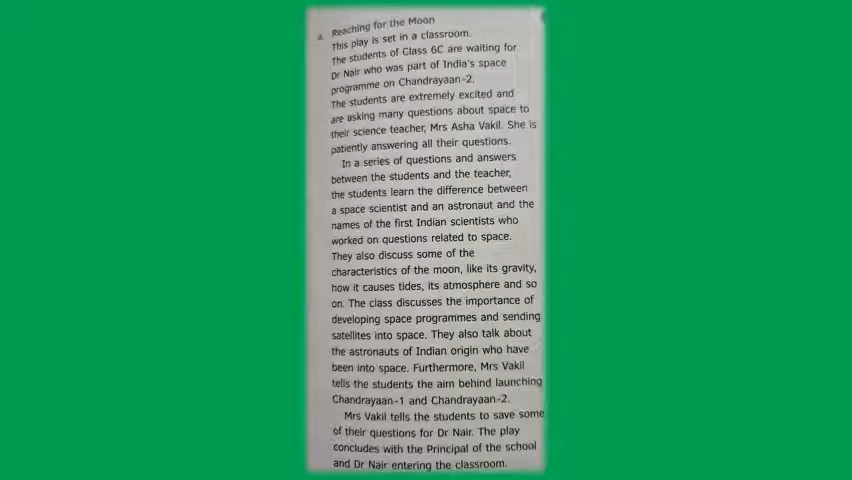 a. Reaching for the Moon
This play is set in a classroom.
The students of Class 6C are waiting for
Dr Nair who was part of India's space
programme on Chandrayaan-2.
The students are extremely excited and
are asking many questions about space to
their science teacher, Mrs Asha Vakil. She is
patiently answering all their questions.
In a series of questions and answers
between the students and the teacher,
the students learn the difference between
a space scientist and an astronaut and the
names of the first Indian scientists who
worked on questions related to space.
They also discuss some of the
characteristics of the moon, like its gravity,
how it causes tides, its atmosphere and so
on. The class discusses the importance of
developing space programmes and sending
satellites into space. They also talk about
the astronauts of Indian origin who have
been into space. Furthermore, Mrs Vakil
tells the students the aim behind launching
Chandrayaan-1 and Chandrayaan-2.
Mrs Vakil tells the students to save some
of their questions for Dr Nair. The play
concludes with the Principal of the school
and Dr Nair entering the classroom.